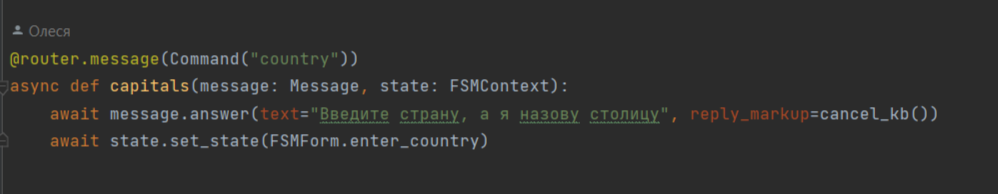 Олеся
@router.message(Command("country"))
async def capitals(message: Message, state: FSMContext):
    await message.answer(text="Введите страну, а я назову столицу", reply_markup=cancel_kb())
    await state.set_state(FSMForm.enter_country)